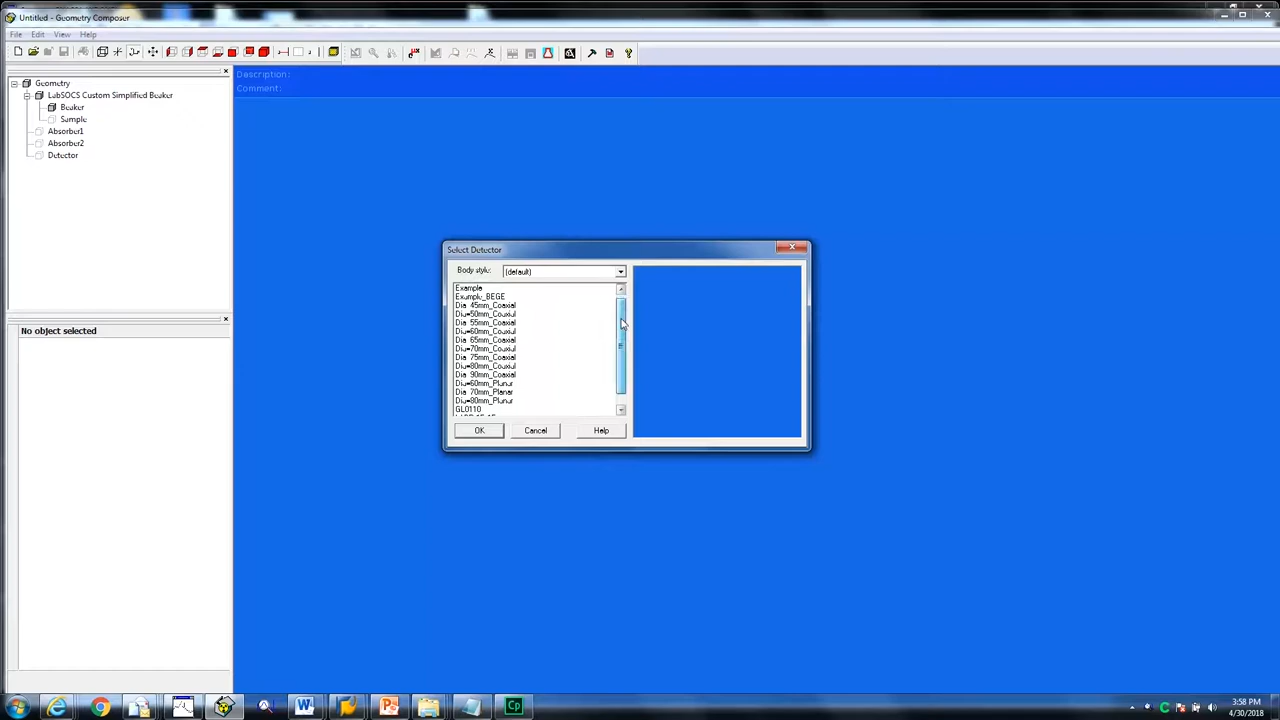 Untitled - Geometry Composer
File Edit View Help
Geometry
LabSOCS Custom Simplified Beaker
Beaker
Sample
Absorber1
Absorber2
Detector
No object selected
Description:
Comment:
Select Detector
Body style: (default)
Example
Example_BEGE
Dia 45mm_Coaxial
Dia=50mm_Coaxial
Dia 55mm_Coaxial
Dia=60mm_Coaxial
Dia 65mm_Coaxial
Dia=70mm_Coaxial
Dia 75mm_Coaxial
Dia=80mm_Coaxial
Dia 90mm_Coaxial
Dia=60mm_Planar
Dia 70mm_Planar
Dia=80mm_Planar
GL0110
OK Cancel Help
3:58 PM
4/30/2018